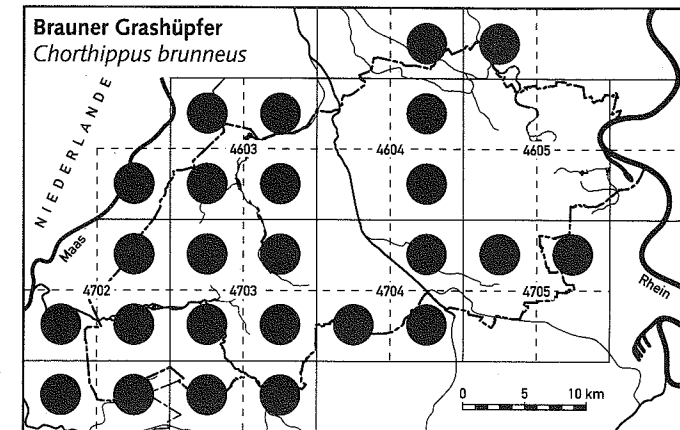 Brauner Grashüpfer
Chorthippus brunneus
NIEDERLANDE
Maas
4603
4604
4605
4702
4703
4704
4705
Rhein
0 5 10 km